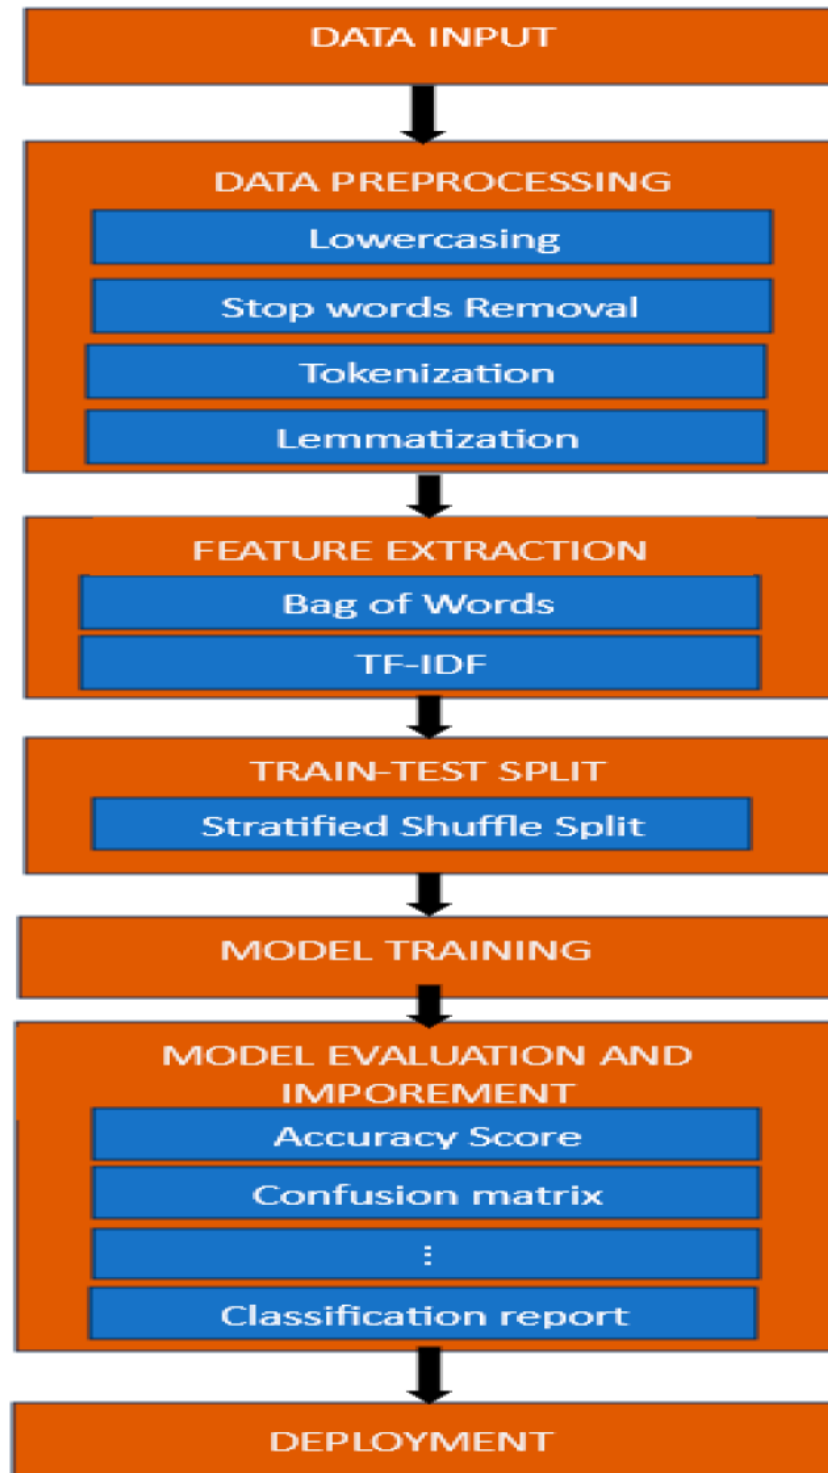 DATA INPUT
DATA PREPROCESSING
Lowercasing
Stop words Removal
Tokenization
Lemmatization
FEATURE EXTRACTION
Bag of Words
TF-IDF
TRAIN-TEST SPLIT
Stratified Shuffle Split
MODEL TRAINING
MODEL EVALUATION AND
IMPOREMENT
Accuracy Score
Confusion matrix
⋮
Classification report
DEPLOYMENT